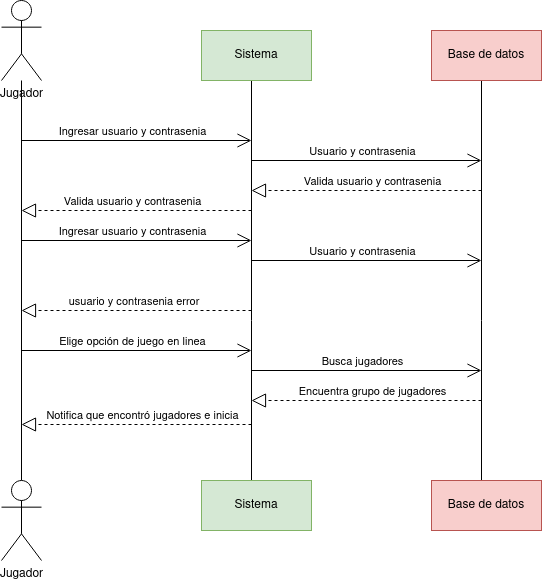 Sistema
Base de datos
Jugador
Ingresar usuario y contrasenia
Usuario y contrasenia
Valida usuario y contrasenia
Valida usuario y contrasenia
Ingresar usuario y contrasenia
Usuario y contrasenia
usuario y contrasenia error
Elige opción de juego en linea
Busca jugadores
Encuentra grupo de jugadores
Notifica que encontró jugadores e inicia
Sistema
Base de datos
Jugador